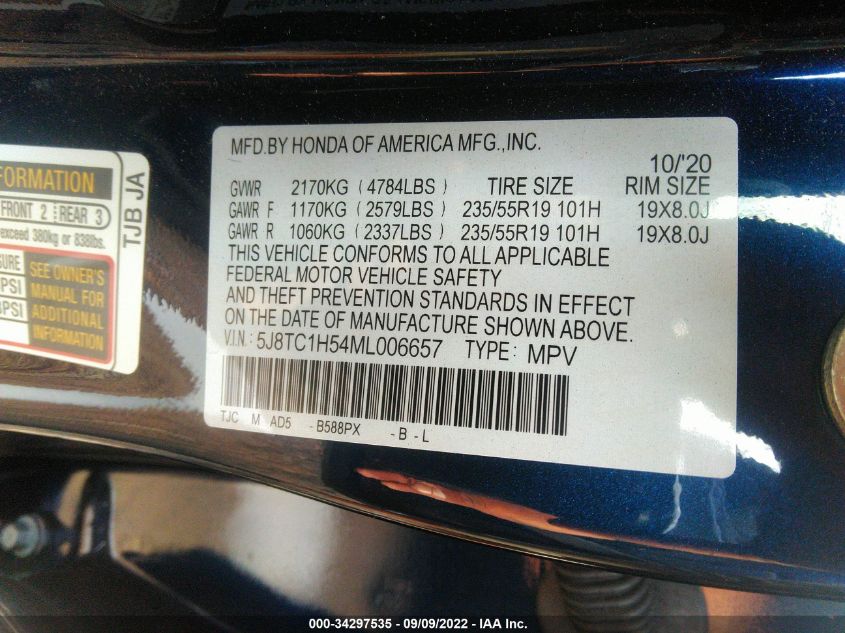 MFD.BY HONDA OF AMERICA MFG.,INC.
10/'20
GVWR 2170KG (4784LBS) TIRE SIZE RIM SIZE
GAWR F 1170KG (2579LBS) 235/55R19 101H 19X8.0J
GAWR R 1060KG (2337LBS) 235/55R19 101H 19X8.0J
THIS VEHICLE CONFORMS TO ALL APPLICABLE
FEDERAL MOTOR VEHICLE SAFETY
AND THEFT PREVENTION STANDARDS IN EFFECT
ON THE DATE OF MANUFACTURE SHOWN ABOVE.
V.I.N.: 5J8TC1H54ML006657 TYPE: MPV
TJC M AD5 -B588PX -B-L
FRONT 2 REAR 3
exceed 380kg or 838lbs.
SEE OWNER'S
MANUAL FOR
ADDITIONAL
INFORMATION
TJB JA
000-34297535 - 09/09/2022 - IAA Inc.